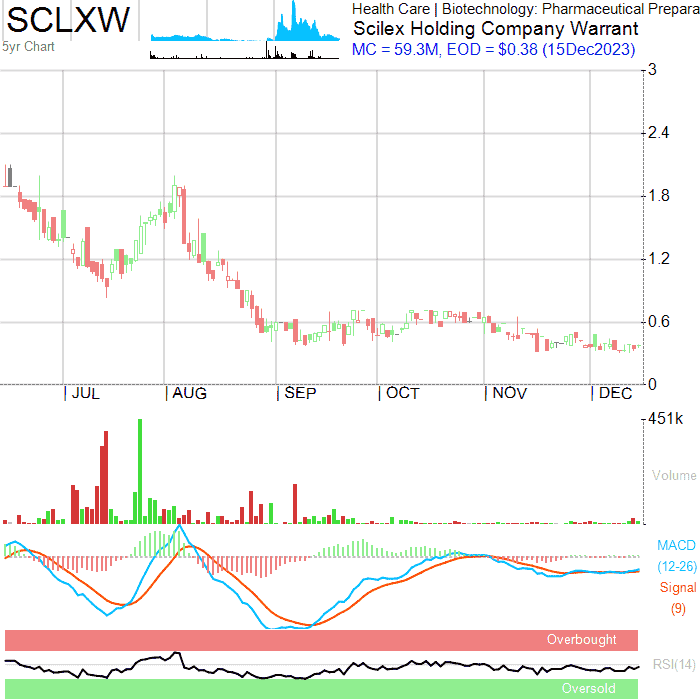 SCLXW
5yr Chart
Health Care | Biotechnology: Pharmaceutical Prepara
Scilex Holding Company Warrant
MC = 59.3M, EOD = $0.38 (15Dec2023)
3
2.4
1.8
1.2
0.6
0
| JUL | AUG | SEP | OCT | NOV | DEC
451k
Volume
MACD
(12-26)
Signal
(9)
Overbought
RSI(14)
Oversold